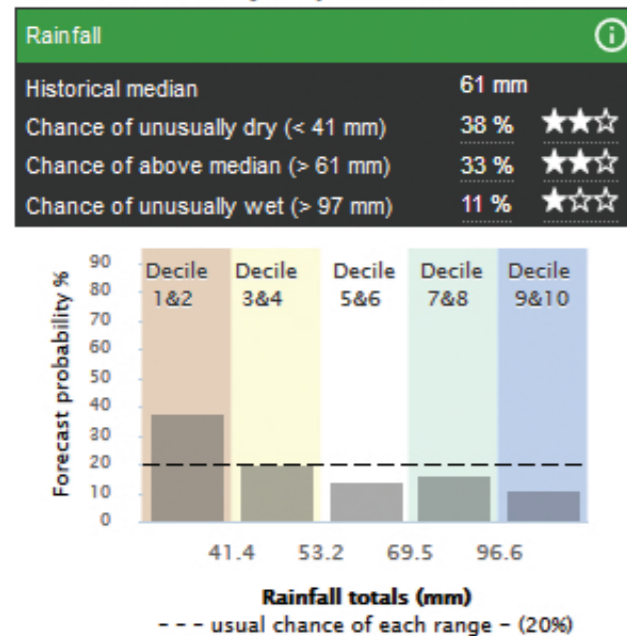 Rainfall
Historical median 61 mm
Chance of unusually dry (< 41 mm) 38 % ★★☆
Chance of above median (> 61 mm) 33 % ★★☆
Chance of unusually wet (> 97 mm) 11 % ★☆☆
Decile 1&2
Decile 3&4
Decile 5&6
Decile 7&8
Decile 9&10
Forecast probability %
90
80
70
60
50
40
30
20
10
0
41.4 53.2 69.5 96.6
Rainfall totals (mm)
- - - usual chance of each range - (20%)